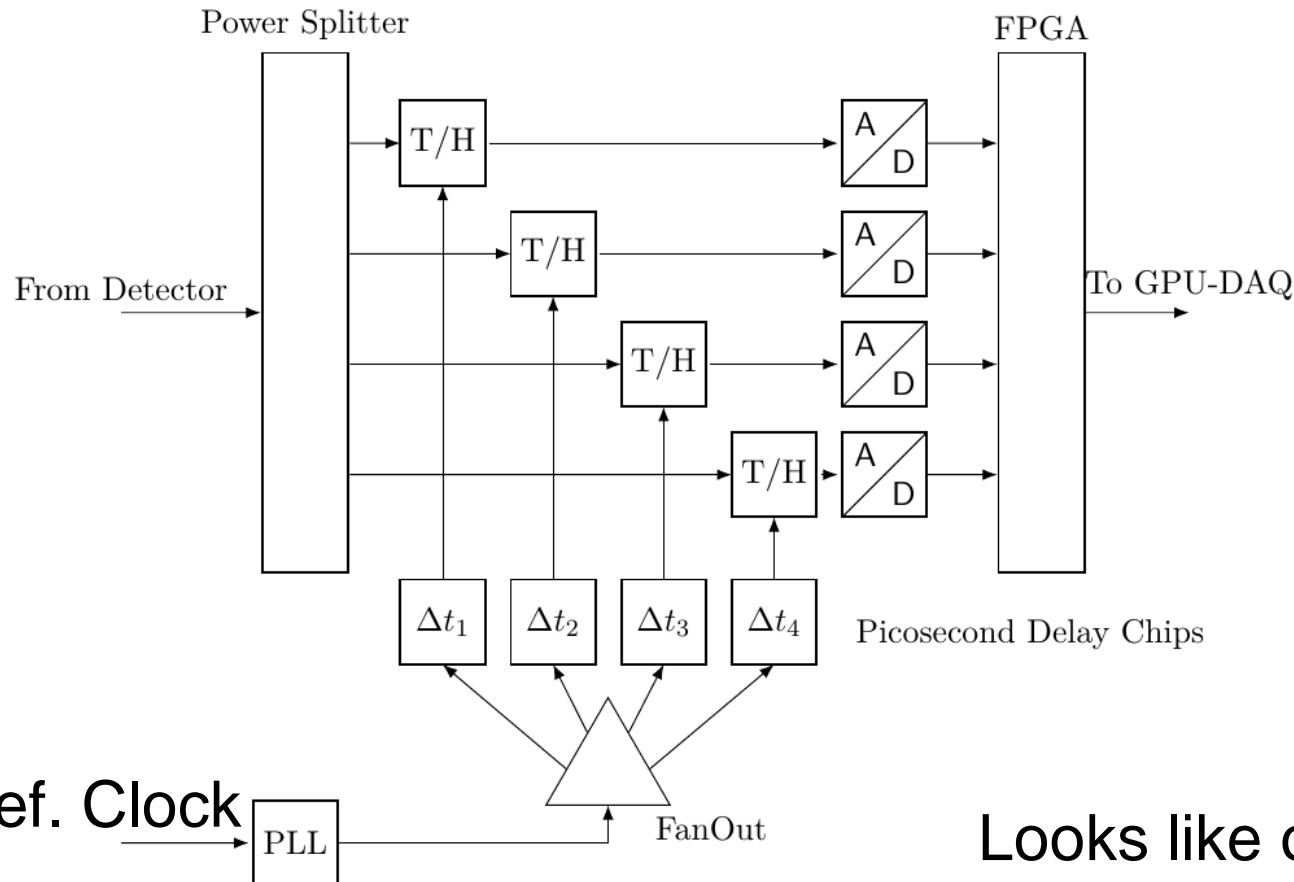 Power Splitter
FPGA
T/H
A
D
T/H
A
D
From Detector
To GPU-DAQ
T/H
A
D
T/H
A
D
Δt₁
Δt₂
Δt₃
Δt₄
Picosecond Delay Chips
ef. Clock
PLL
FanOut
Looks like